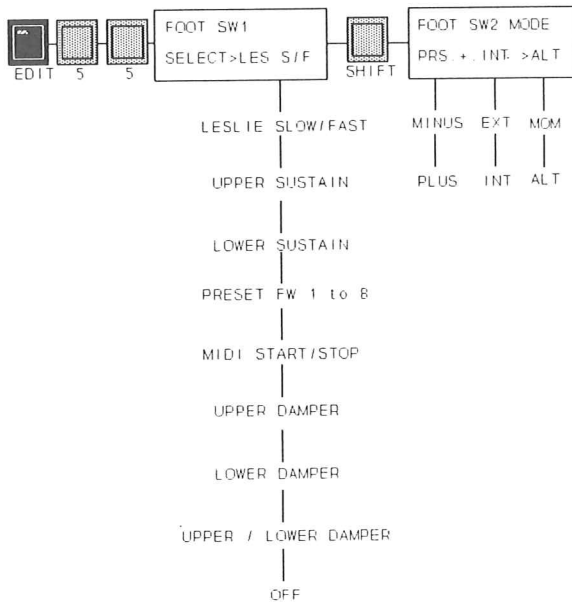 FOOT SW1
SELECT>LES S/F
FOOT SW2 MODE
PRS.+.INT.>ALT
EDIT 5 5
SHIFT
LESLIE SLOW/FAST
MINUS EXT MOM
UPPER SUSTAIN
PLUS INT ALT
LOWER SUSTAIN
PRESET FW 1 to 8
MIDI START/STOP
UPPER DAMPER
LOWER DAMPER
UPPER / LOWER DAMPER
OFF